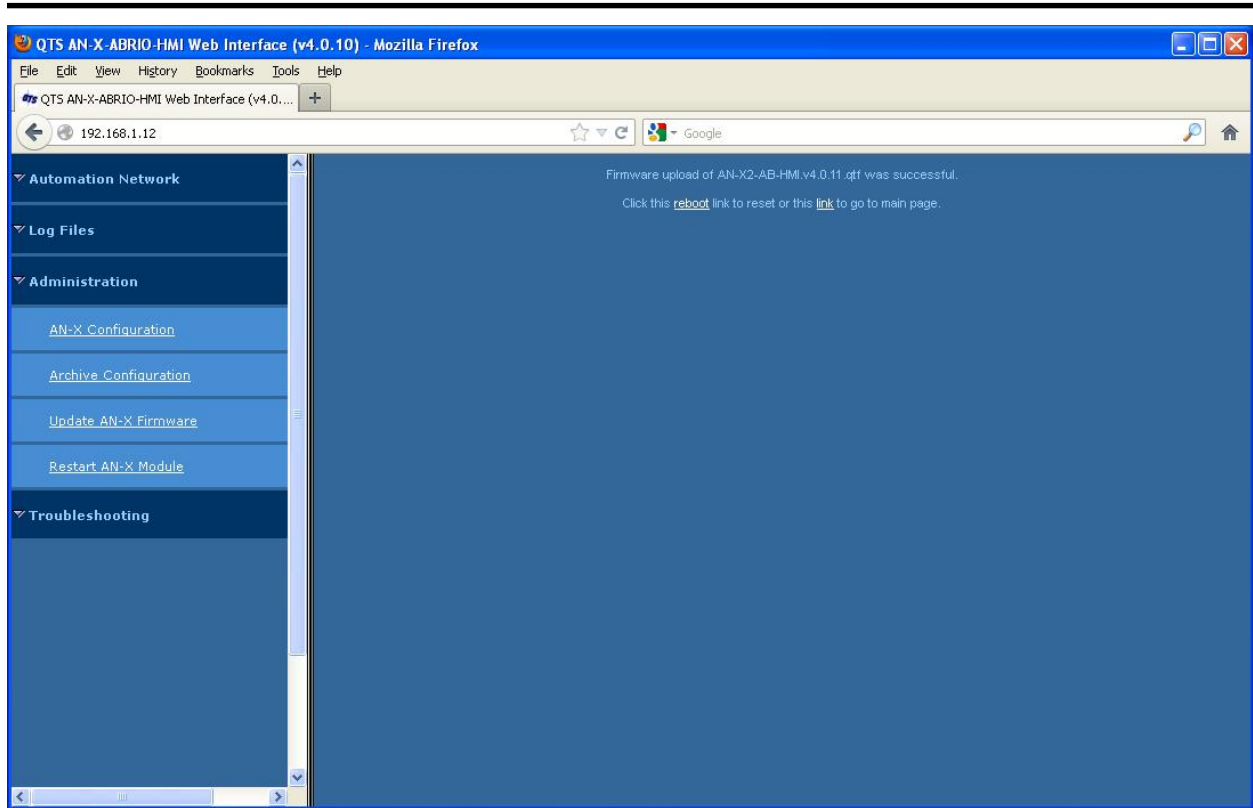 QTS AN-X-ABRIO-HMI Web Interface (v4.0.10) - Mozilla Firefox
File Edit View History Bookmarks Tools Help
QTS QTS AN-X-ABRIO-HMI Web Interface (v4.0.... +
192.168.1.12 Google
Automation Network
Log Files
Administration
AN-X Configuration
Archive Configuration
Update AN-X Firmware
Restart AN-X Module
Troubleshooting
Firmware upload of AN-X2-AB-HMI.v4.0.11.qtf was successful.
Click this reboot link to reset or this link to go to main page.